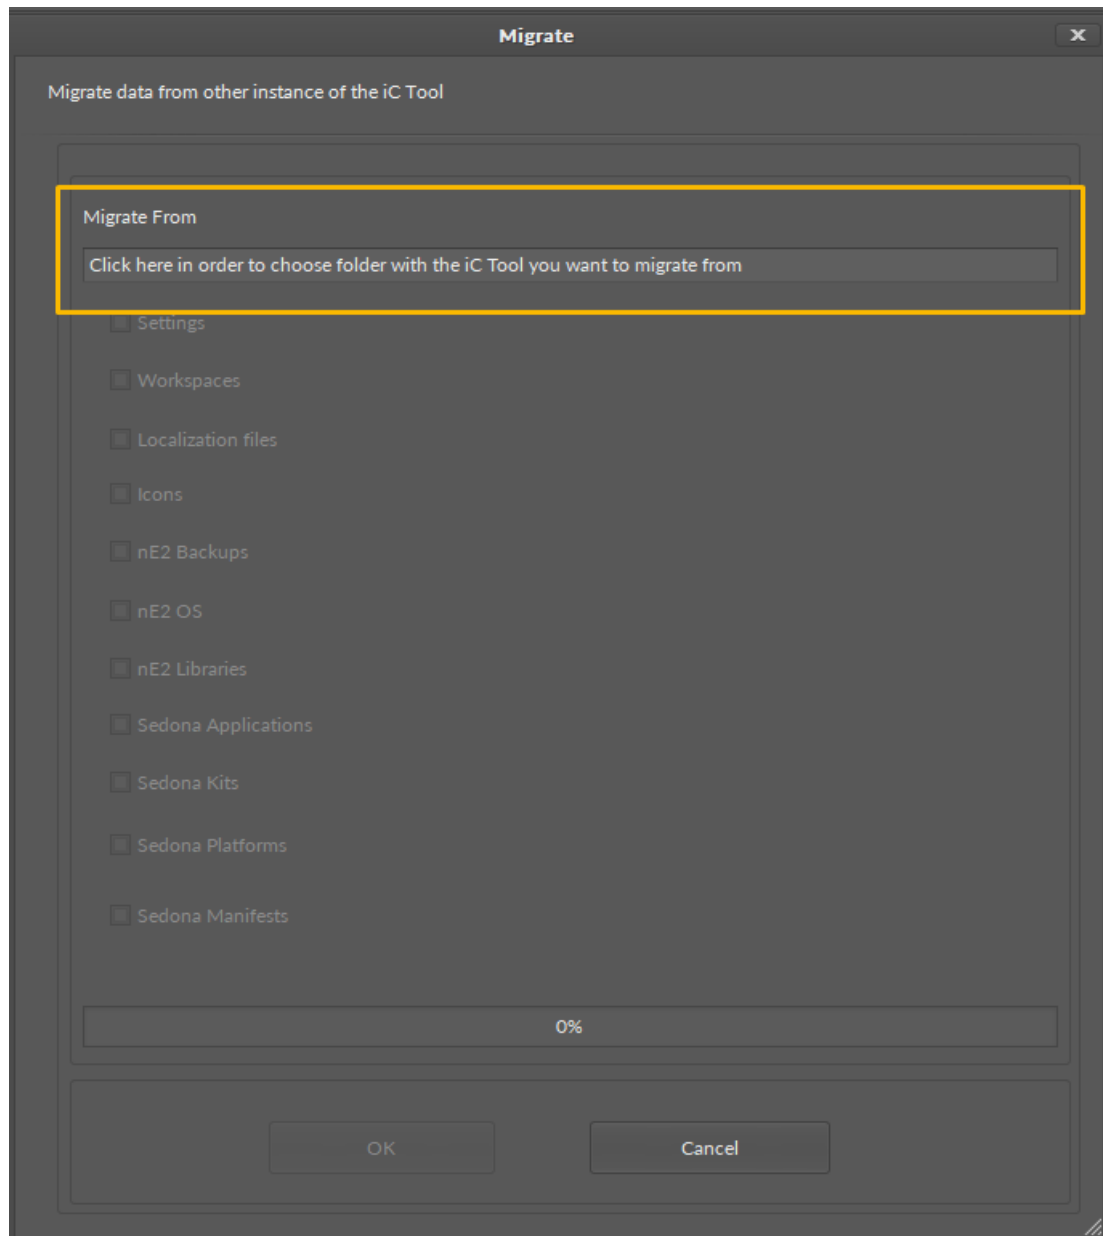 Migrate
x
Migrate data from other instance of the iC Tool
Migrate From
Click here in order to choose folder with the iC Tool you want to migrate from
Settings
Workspaces
Localization files
Icons
nE2 Backups
nE2 OS
nE2 Libraries
Sedona Applications
Sedona Kits
Sedona Platforms
Sedona Manifests
0%
OK Cancel